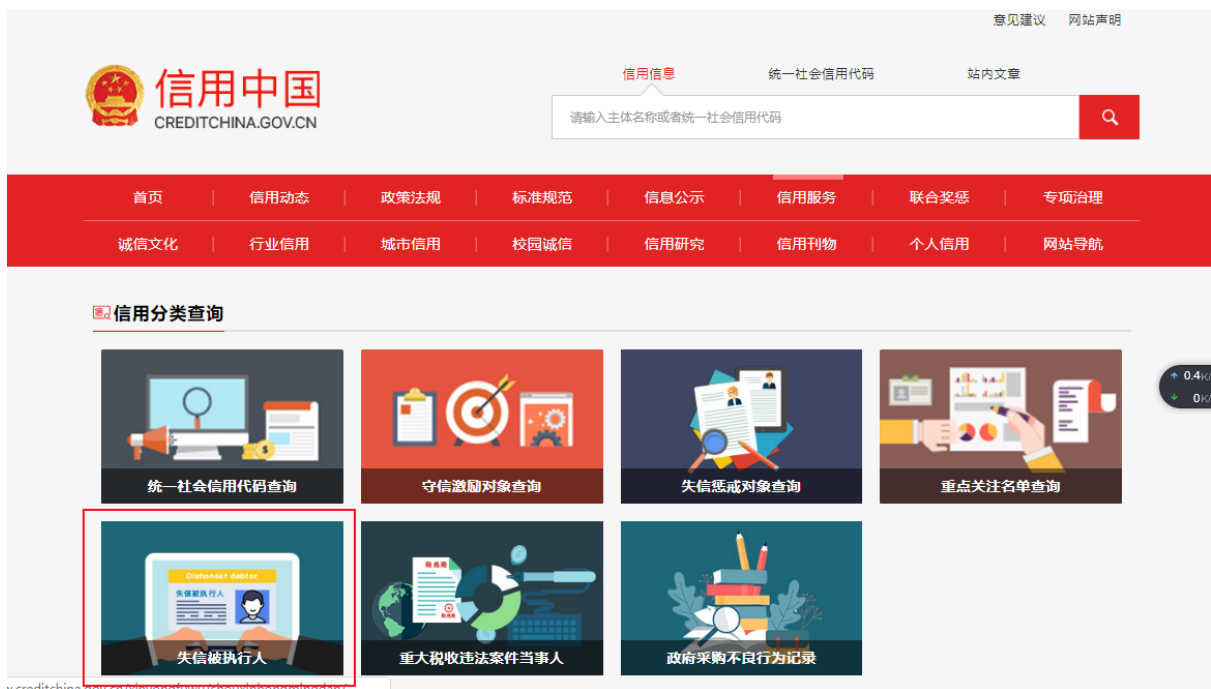 意见建议 网站声明
信用中国
CREDITCHINA.GOV.CN
信用信息 统一社会信用代码 站内文章
请输入主体名称或者统一社会信用代码
首页 信用动态 政策法规 标准规范 信息公示 信用服务 联合奖惩 专项治理
诚信文化 行业信用 城市信用 校园诚信 信用研究 信用刊物 个人信用 网站导航
信用分类查询
统一社会信用代码查询 守信激励对象查询 失信惩戒对象查询 重点关注名单查询
Dishonest debtor
失信被执行人
税务局
失信被执行人 重大税收违法案件当事人 政府采购不良行为记录
0.4K/
0K/